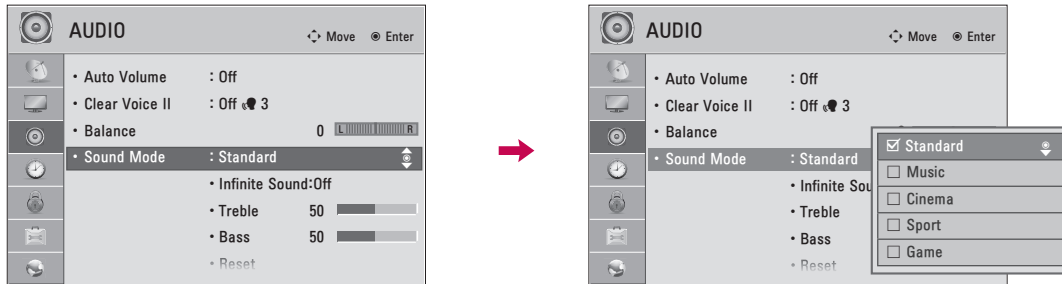 AUDIO
Move Enter
• Auto Volume : Off
• Clear Voice II : Off 3
• Balance 0 L R
• Sound Mode : Standard
• Infinite Sound:Off
• Treble 50
• Bass 50
• Reset
AUDIO
Move Enter
• Auto Volume : Off
• Clear Voice II : Off 3
• Balance
• Sound Mode : Standard
• Infinite Sou
• Treble
• Bass
• Reset
Standard
Music
Cinema
Sport
Game